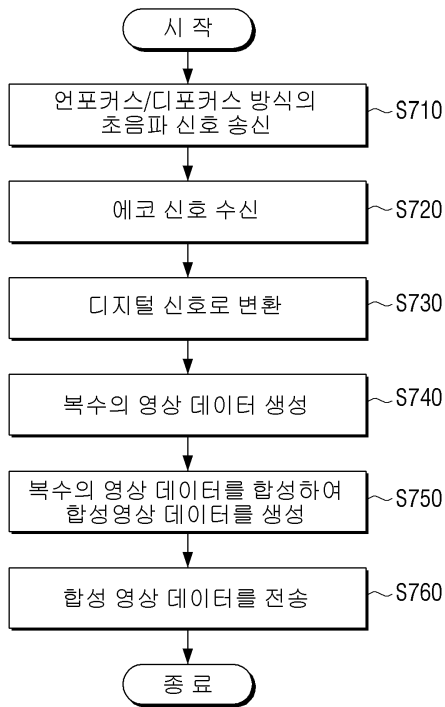 시 작
언포커스/디포커스 방식의
초음파 신호 송신
S710
에코 신호 수신
S720
디지털 신호로 변환
S730
복수의 영상 데이터 생성
S740
복수의 영상 데이터를 합성하여
합성영상 데이터를 생성
S750
합성 영상 데이터를 전송
S760
종 료